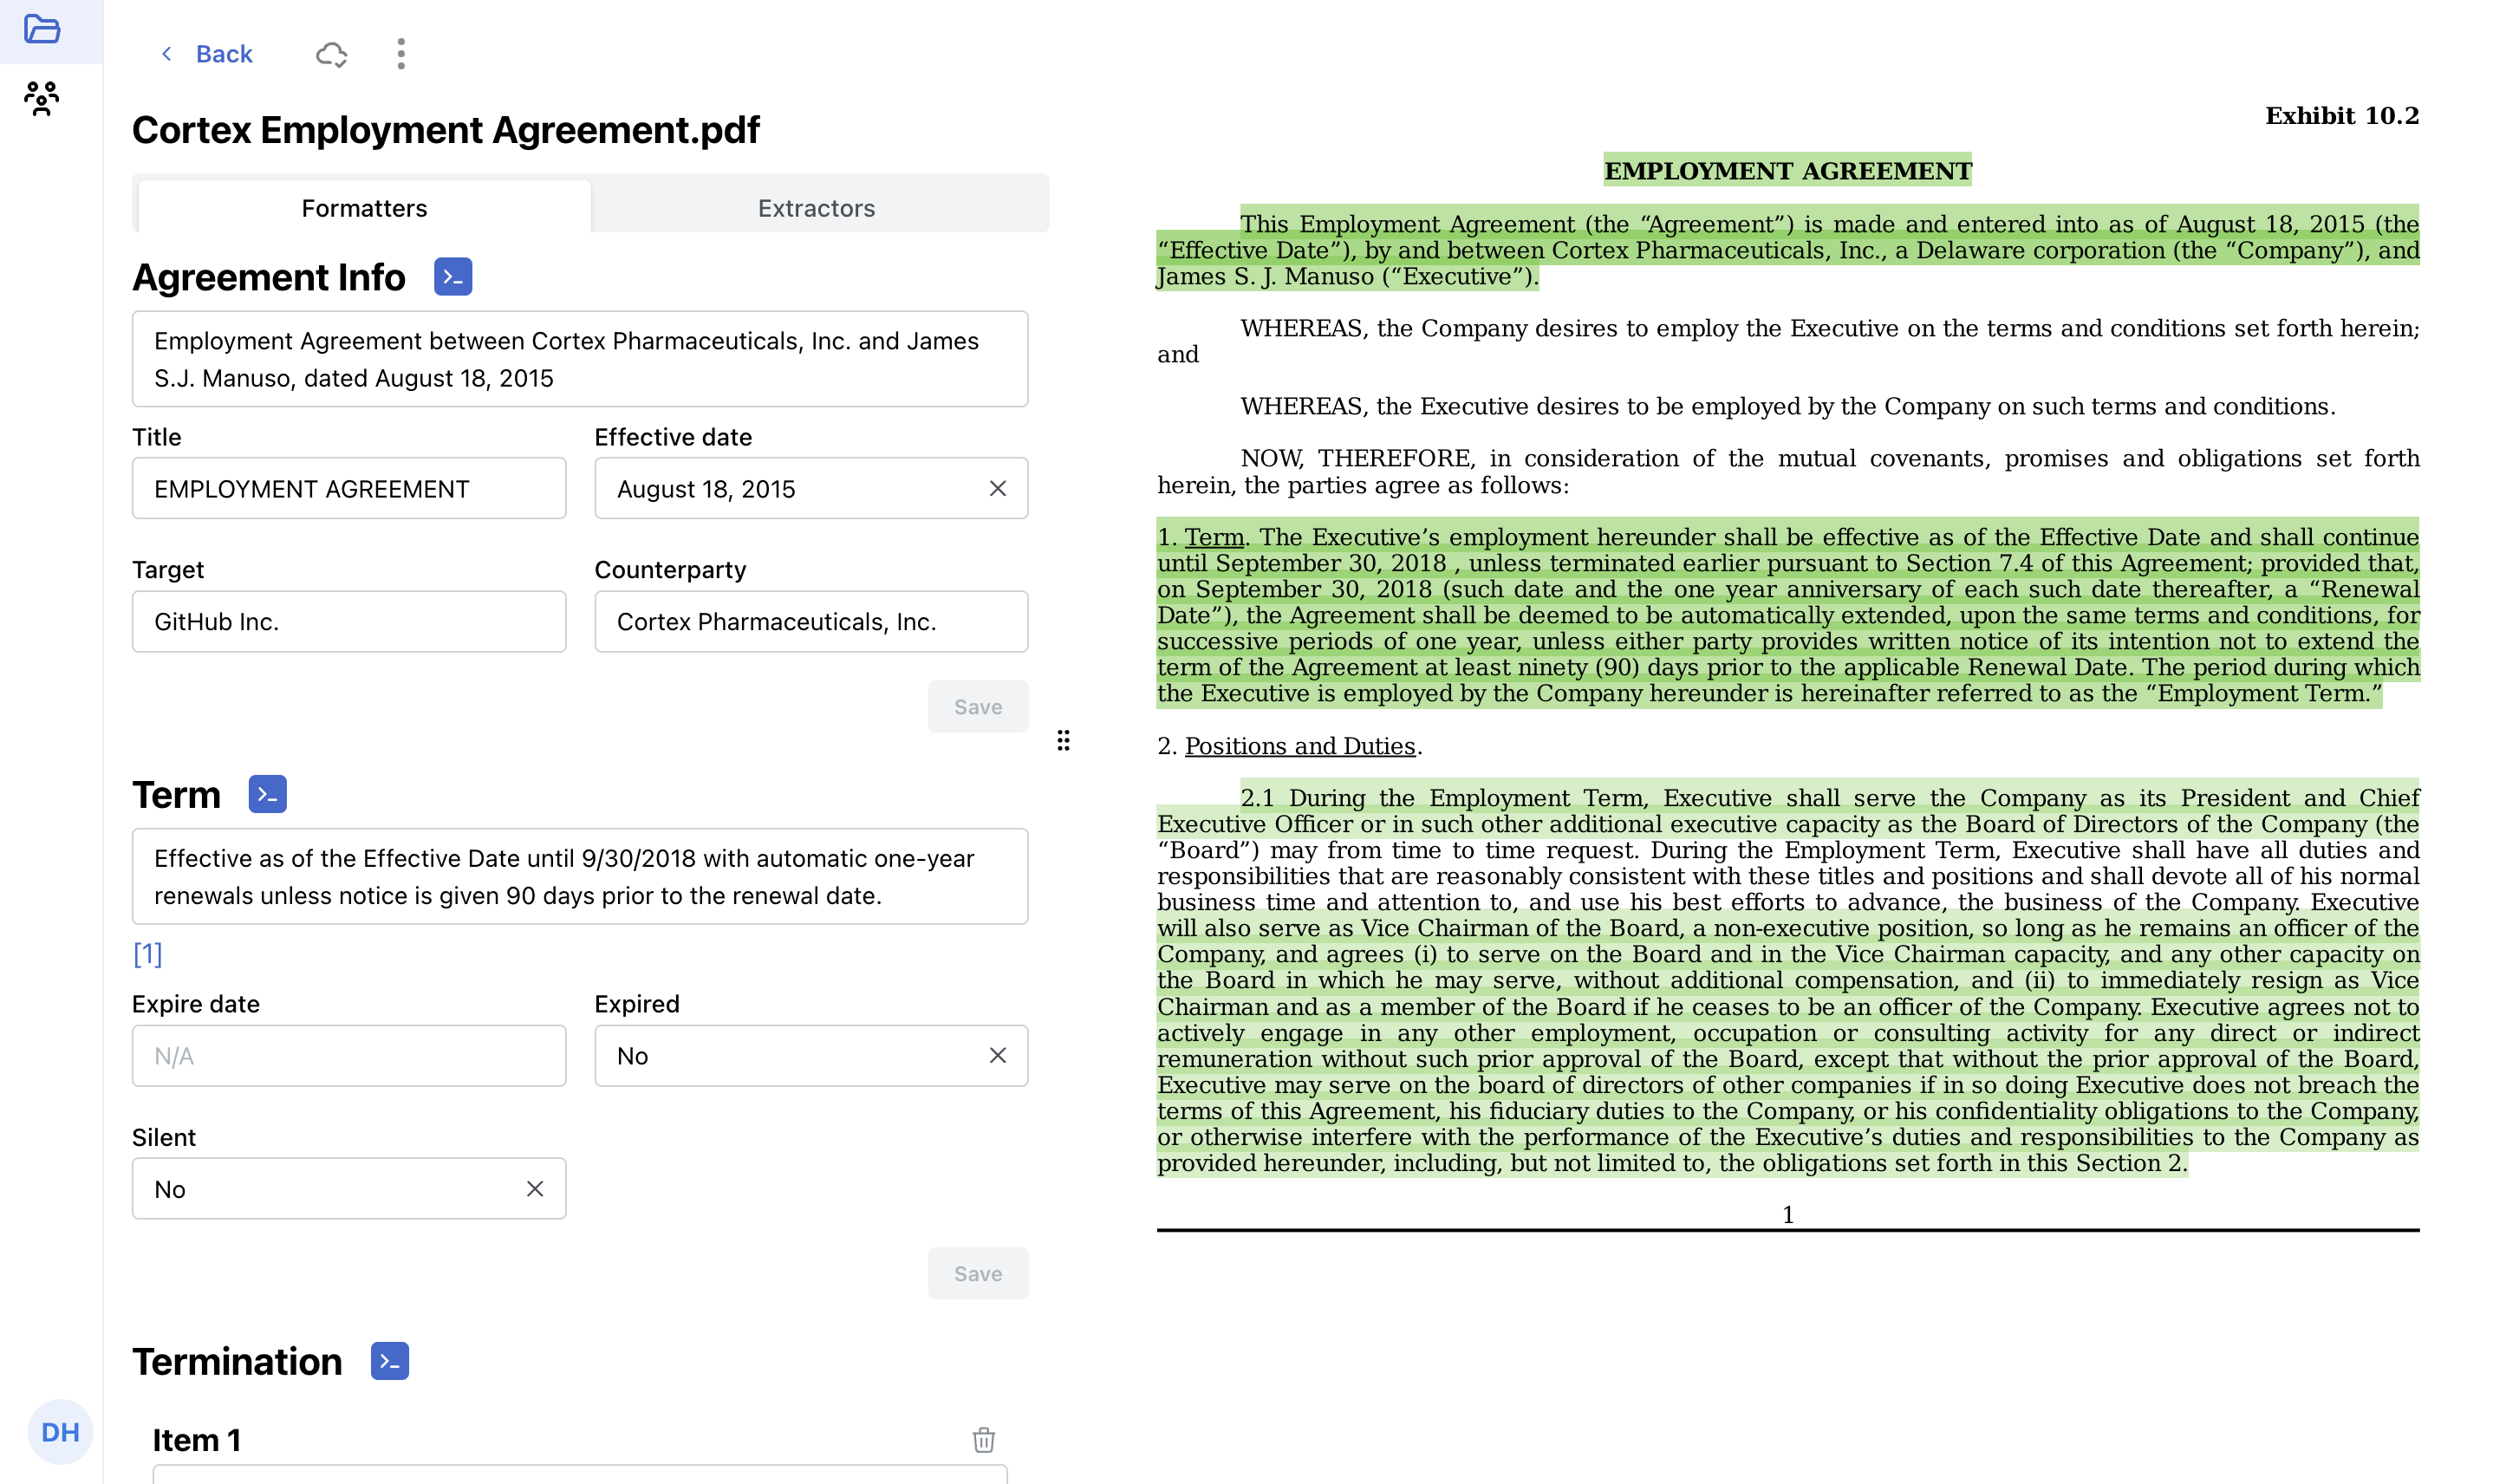 Back
Cortex Employment Agreement.pdf
Formatters
Extractors
Agreement Info
Employment Agreement between Cortex Pharmaceuticals, Inc. and James
S.J. Manuso, dated August 18, 2015
Title
Effective date
EMPLOYMENT AGREEMENT
August 18, 2015
Target
Counterparty
GitHub Inc.
Cortex Pharmaceuticals, Inc.
Save
Term
Effective as of the Effective Date until 9/30/2018 with automatic one-year
renewals unless notice is given 90 days prior to the renewal date.
[1]
Expire date
Expired
N/A
No
Silent
No
Save
Termination
Item 1
DH
Exhibit 10.2
EMPLOYMENT AGREEMENT
This Employment Agreement (the “Agreement”) is made and entered into as of August 18, 2015 (the
“Effective Date”), by and between Cortex Pharmaceuticals, Inc., a Delaware corporation (the “Company”), and
James S. J. Manuso (“Executive”).
WHEREAS, the Company desires to employ the Executive on the terms and conditions set forth herein;
and
WHEREAS, the Executive desires to be employed by the Company on such terms and conditions.
NOW, THEREFORE, in consideration of the mutual covenants, promises and obligations set forth
herein, the parties agree as follows:
1. Term. The Executive’s employment hereunder shall be effective as of the Effective Date and shall continue
until September 30, 2018 , unless terminated earlier pursuant to Section 7.4 of this Agreement; provided that,
on September 30, 2018 (such date and the one year anniversary of each such date thereafter, a “Renewal
Date”), the Agreement shall be deemed to be automatically extended, upon the same terms and conditions, for
successive periods of one year, unless either party provides written notice of its intention not to extend the
term of the Agreement at least ninety (90) days prior to the applicable Renewal Date. The period during which
the Executive is employed by the Company hereunder is hereinafter referred to as the “Employment Term.”
2. Positions and Duties.
2.1 During the Employment Term, Executive shall serve the Company as its President and Chief
Executive Officer or in such other additional executive capacity as the Board of Directors of the Company (the
“Board”) may from time to time request. During the Employment Term, Executive shall have all duties and
responsibilities that are reasonably consistent with these titles and positions and shall devote all of his normal
business time and attention to, and use his best efforts to advance, the business of the Company. Executive
will also serve as Vice Chairman of the Board, a non-executive position, so long as he remains an officer of the
Company, and agrees (i) to serve on the Board and in the Vice Chairman capacity, and any other capacity on
the Board in which he may serve, without additional compensation, and (ii) to immediately resign as Vice
Chairman and as a member of the Board if he ceases to be an officer of the Company. Executive agrees not to
actively engage in any other employment, occupation or consulting activity for any direct or indirect
remuneration without such prior approval of the Board, except that without the prior approval of the Board,
Executive may serve on the board of directors of other companies if in so doing Executive does not breach the
terms of this Agreement, his fiduciary duties to the Company, or his confidentiality obligations to the Company,
or otherwise interfere with the performance of the Executive’s duties and responsibilities to the Company as
provided hereunder, including, but not limited to, the obligations set forth in this Section 2.
1